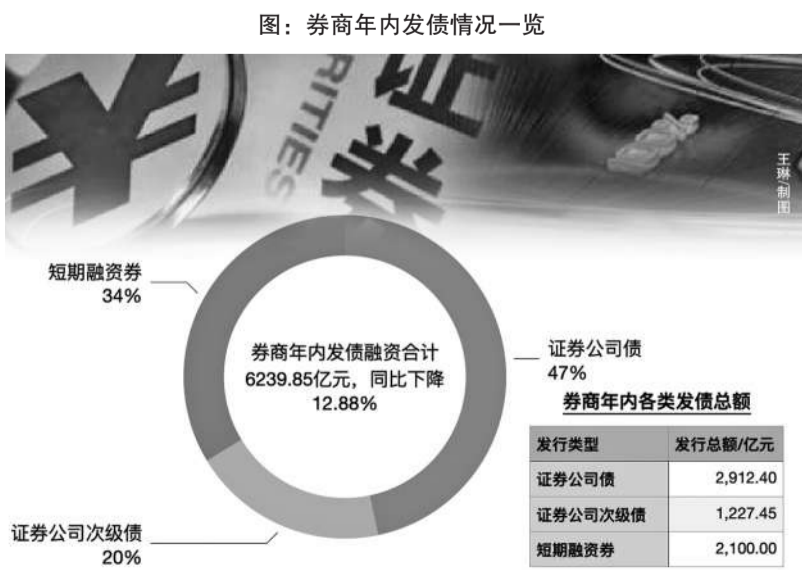 图：券商年内发债情况一览
RITIES
证
券
王琳/制图
短期融资券
34%
券商年内发债融资合计
6239.85亿元，同比下降
12.88%
证券公司债
47%
券商年内各类发债总额
发行类型 发行总额/亿元
证券公司债 2,912.40
证券公司次级债 1,227.45
短期融资券 2,100.00
证券公司次级债
20%